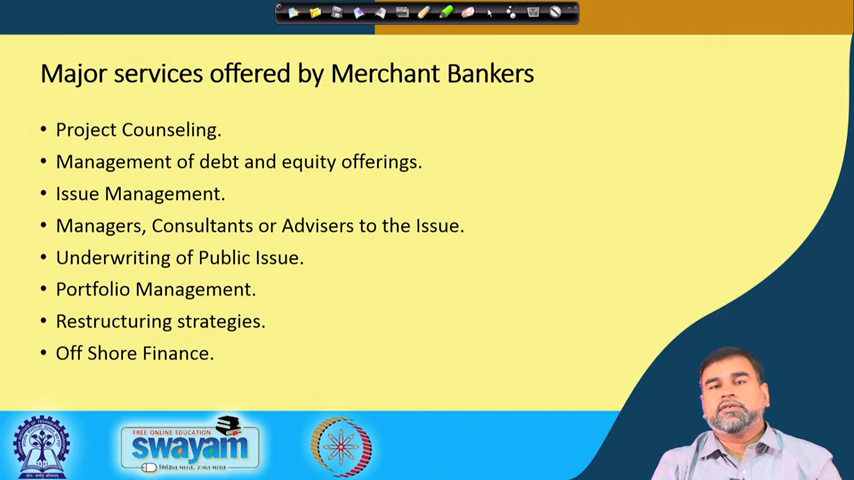 Major services offered by Merchant Bankers
• Project Counseling.
• Management of debt and equity offerings.
• Issue Management.
• Managers, Consultants or Advisers to the Issue.
• Underwriting of Public Issue.
• Portfolio Management.
• Restructuring strategies.
• Off Shore Finance.
FREE ONLINE EDUCATION
swayam